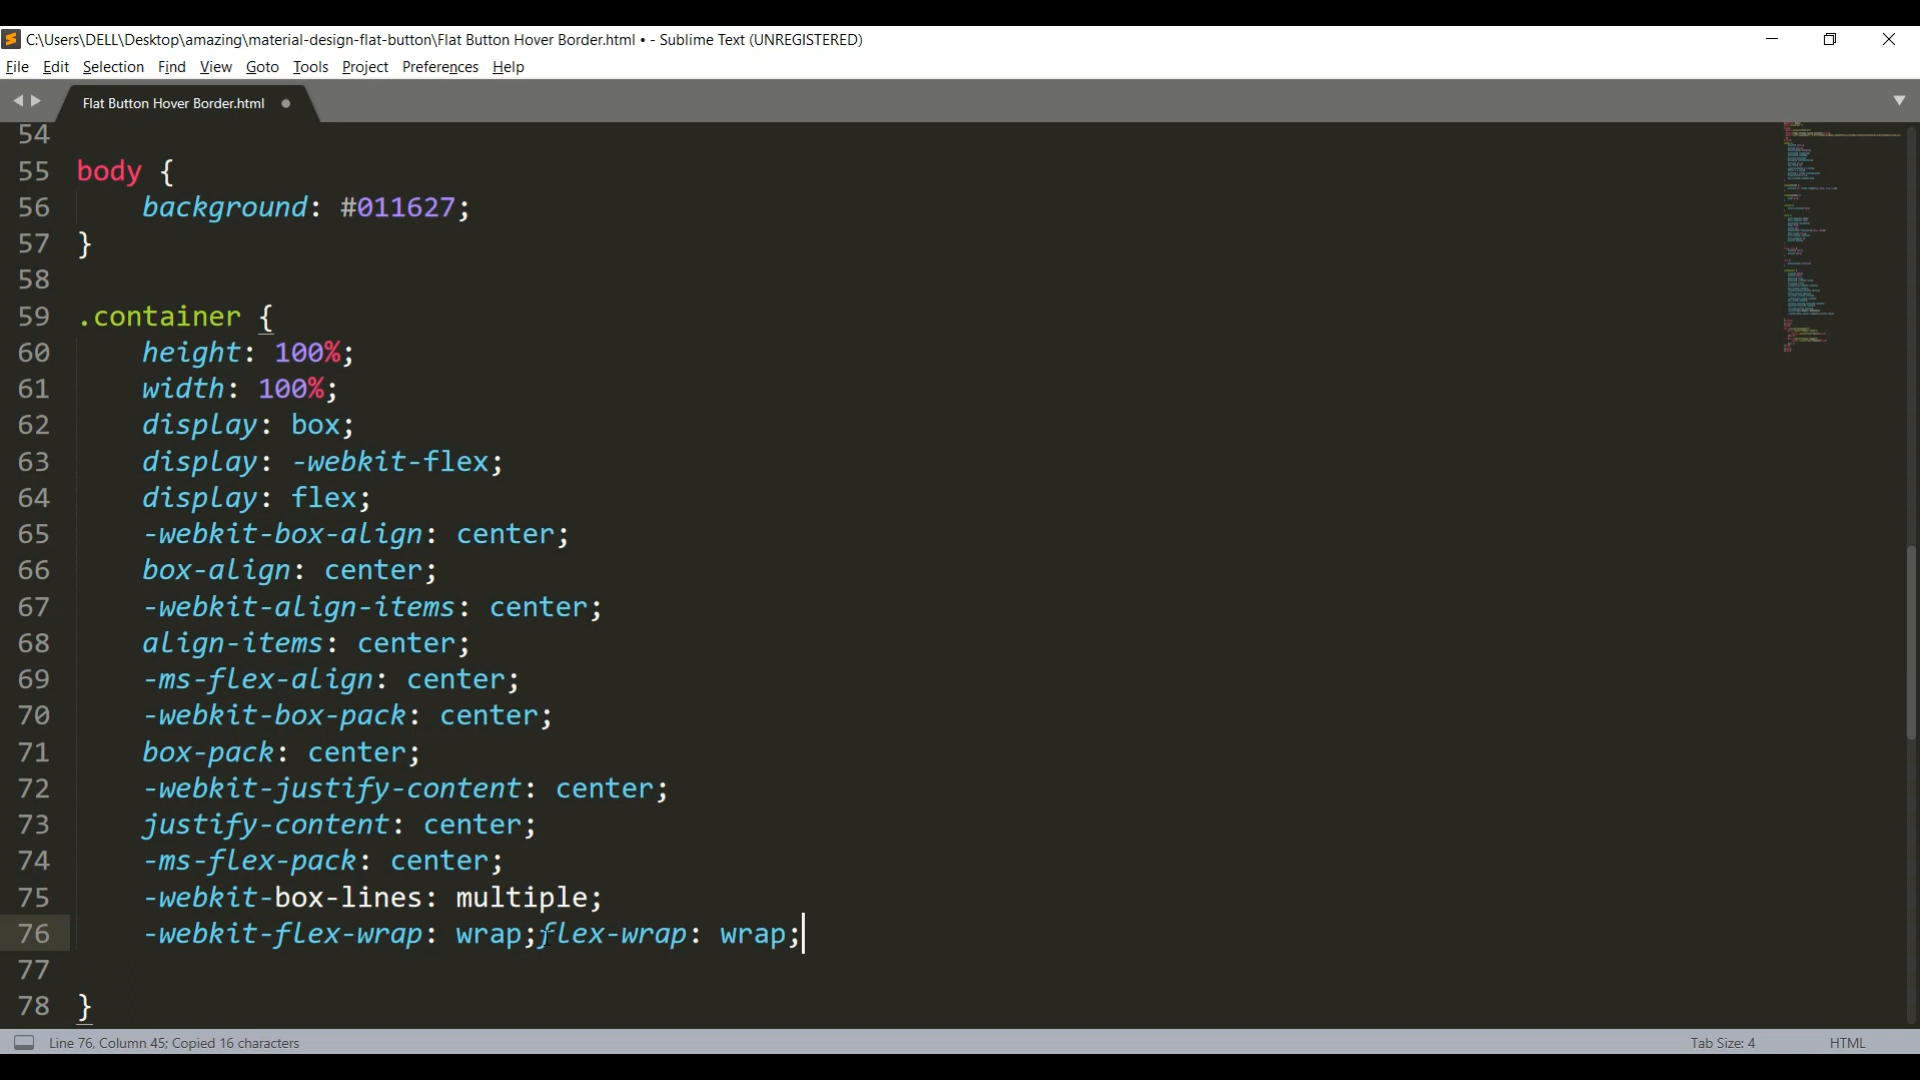 C:\Users\DELL\Desktop\amazing\material-design-flat-button\Flat Button Hover Border.html • - Sublime Text (UNREGISTERED)
File Edit Selection Find View Goto Tools Project Preferences Help
Flat Button Hover Border.html
54
55 body {
56 background: #011627;
57 }
58
59 .container {
60 height: 100%;
61 width: 100%;
62 display: box;
63 display: -webkit-flex;
64 display: flex;
65 -webkit-box-align: center;
66 box-align: center;
67 -webkit-align-items: center;
68 align-items: center;
69 -ms-flex-align: center;
70 -webkit-box-pack: center;
71 box-pack: center;
72 -webkit-justify-content: center;
73 justify-content: center;
74 -ms-flex-pack: center;
75 -webkit-box-lines: multiple;
76 -webkit-flex-wrap: wrap;flex-wrap: wrap;
77
78 }
Line 76, Column 45; Copied 16 characters Tab Size: 4 HTML